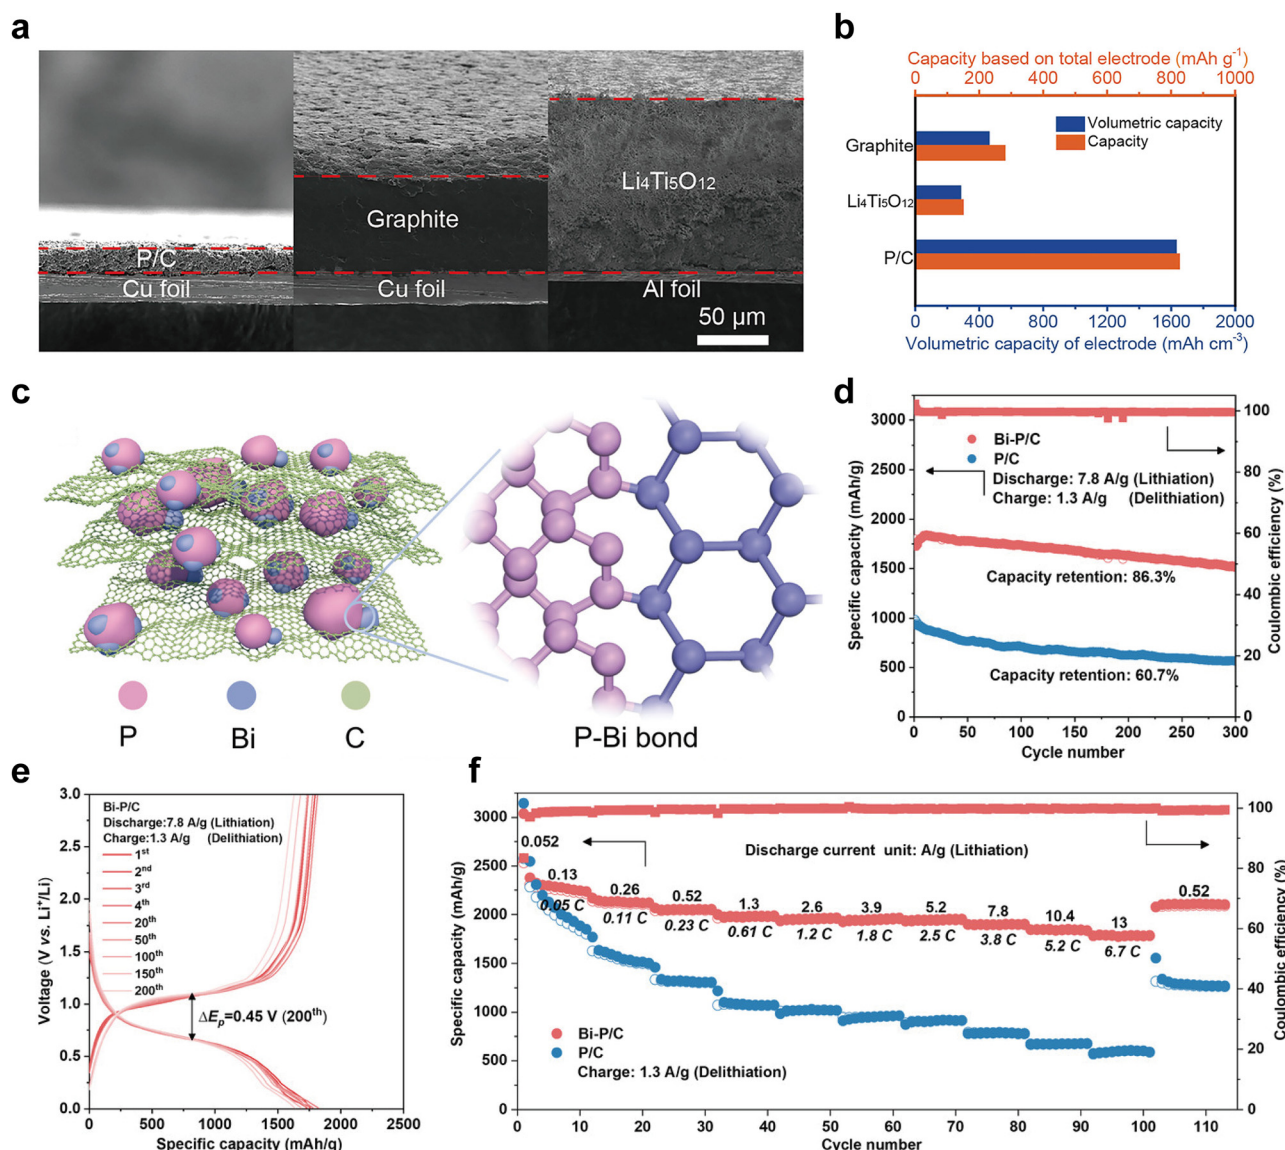 a
P/C
Cu foil
Graphite
Cu foil
Li4Ti5O12
Al foil
50 µm
b
Capacity based on total electrode (mAh g-1)
0 200 400 600 800 1000
Volumetric capacity
Capacity
Graphite
Li4Ti5O12
P/C
0 400 800 1200 1600 2000
Volumetric capacity of electrode (mAh cm-3)
c
P
Bi
C
P-Bi bond
d
Specific capacity (mAh/g)
3000
2500
2000
1750
1500
1000
500
0
Bi-P/C
P/C
Discharge: 7.8 A/g (Lithiation)
Charge: 1.3 A/g (Delithiation)
Capacity retention: 86.3%
Capacity retention: 60.7%
100
80
60
40
20
0
Coulombic efficiency (%)
0 50 100 150 200 250 300
Cycle number
e
Voltage (V vs. Li+/Li)
3.0
2.5
2.0
1.5
1.0
0.5
0.0
Bi-P/C
Discharge:7.8 A/g (Lithiation)
Charge:1.3 A/g (Delithiation)
1st
2nd
3rd
4th
20th
50th
100th
150th
200th
ΔEp=0.45 V (200th)
0 500 1000 1500 2000 2500
Specific capacity (mAh/g)
f
Specific capacity (mAh/g)
3000
2500
2000
1500
1000
500
0
0.052
Discharge current unit: A/g (Lithiation)
0.13 0.26 0.52 1.3 2.6 3.9 5.2 7.8 10.4 13 0.52
0.05 C 0.11 C 0.23 C 0.61 C 1.2 C 1.8 C 2.5 C 3.8 C 5.2 C 6.7 C
Bi-P/C
P/C
Charge: 1.3 A/g (Delithiation)
100
80
60
40
20
0
Coulombic efficiency (%)
0 10 20 30 40 50 60 70 80 90 100 110
Cycle number